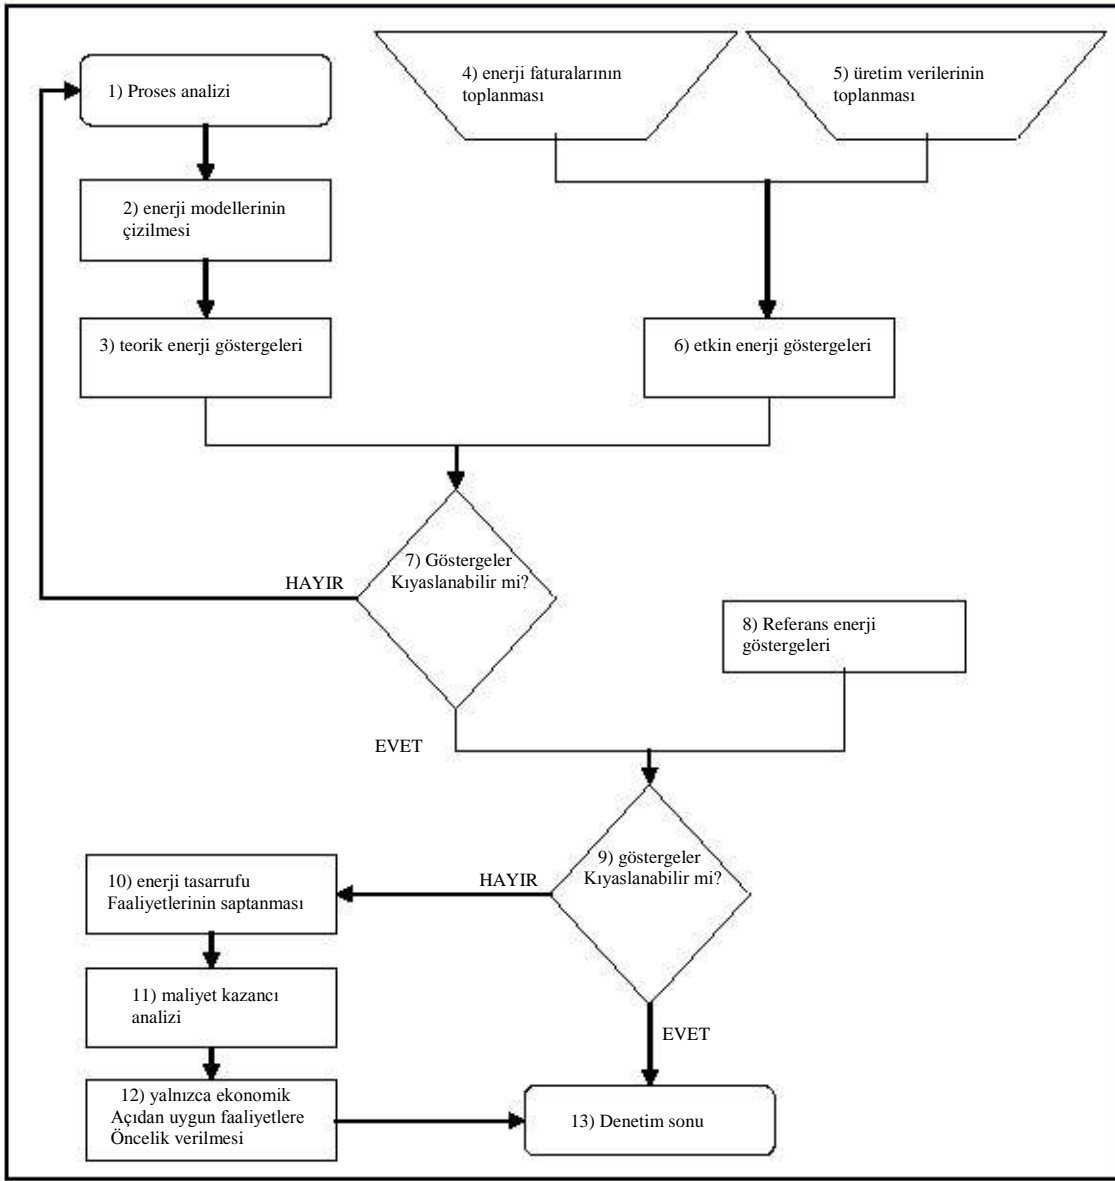 1) Proses analizi
4) enerji faturalarının
toplanması
5) üretim verilerinin
toplanması
2) enerji modellerinin
çizilmesi
3) teorik enerji göstergeleri
6) etkin enerji göstergeleri
7) Göstergeler
Kıyaslanabilir mi?
HAYIR
8) Referans enerji
göstergeleri
EVET
9) göstergeler
Kıyaslanabilir mi?
HAYIR
10) enerji tasarrufu
Faaliyetlerinin saptanması
11) maliyet kazancı
analizi
EVET
12) yalnızca ekonomik
Açıdan uygun faaliyetlere
Öncelik verilmesi
13) Denetim sonu